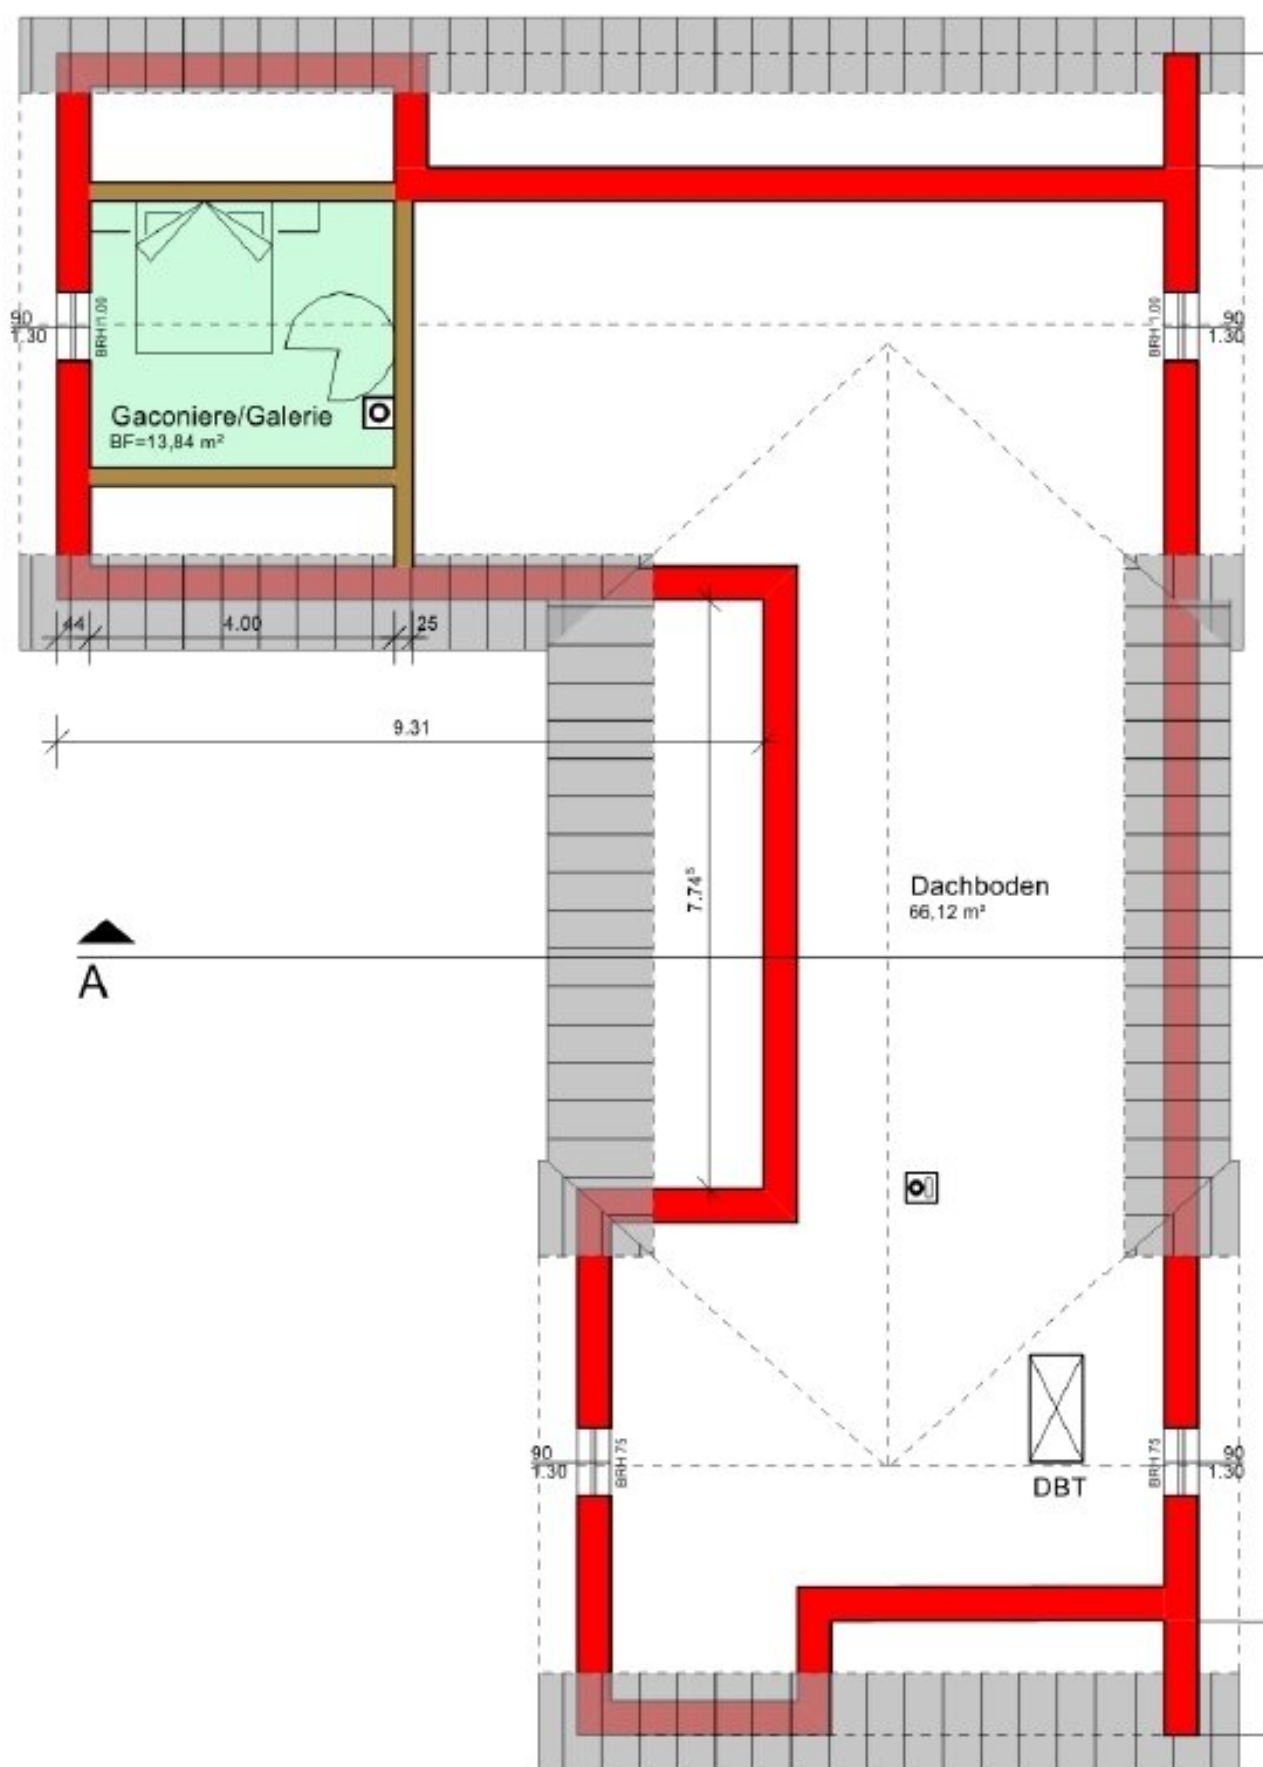 90
1.30
BRH 1.00
BRH 1.00
90
1.30
Gaconiere/Galerie
BF=13,84 m²
44
4.00
25
9.31
7.74⁵
Dachboden
66,12 m²
A
90
1.30
BRH 75
DBT
BRH 75
90
1.30